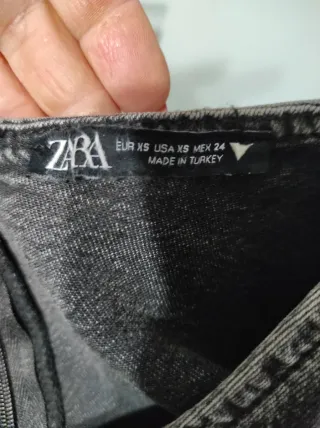 ZARA
EUR XS USA XS MEX 24
MADE IN TURKEY